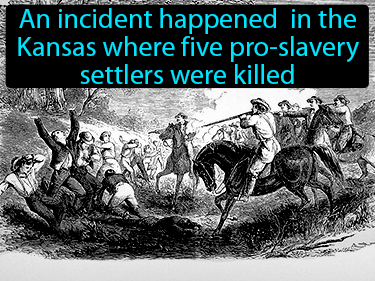 An incident happened  in the
Kansas where five pro-slavery
settlers were killed